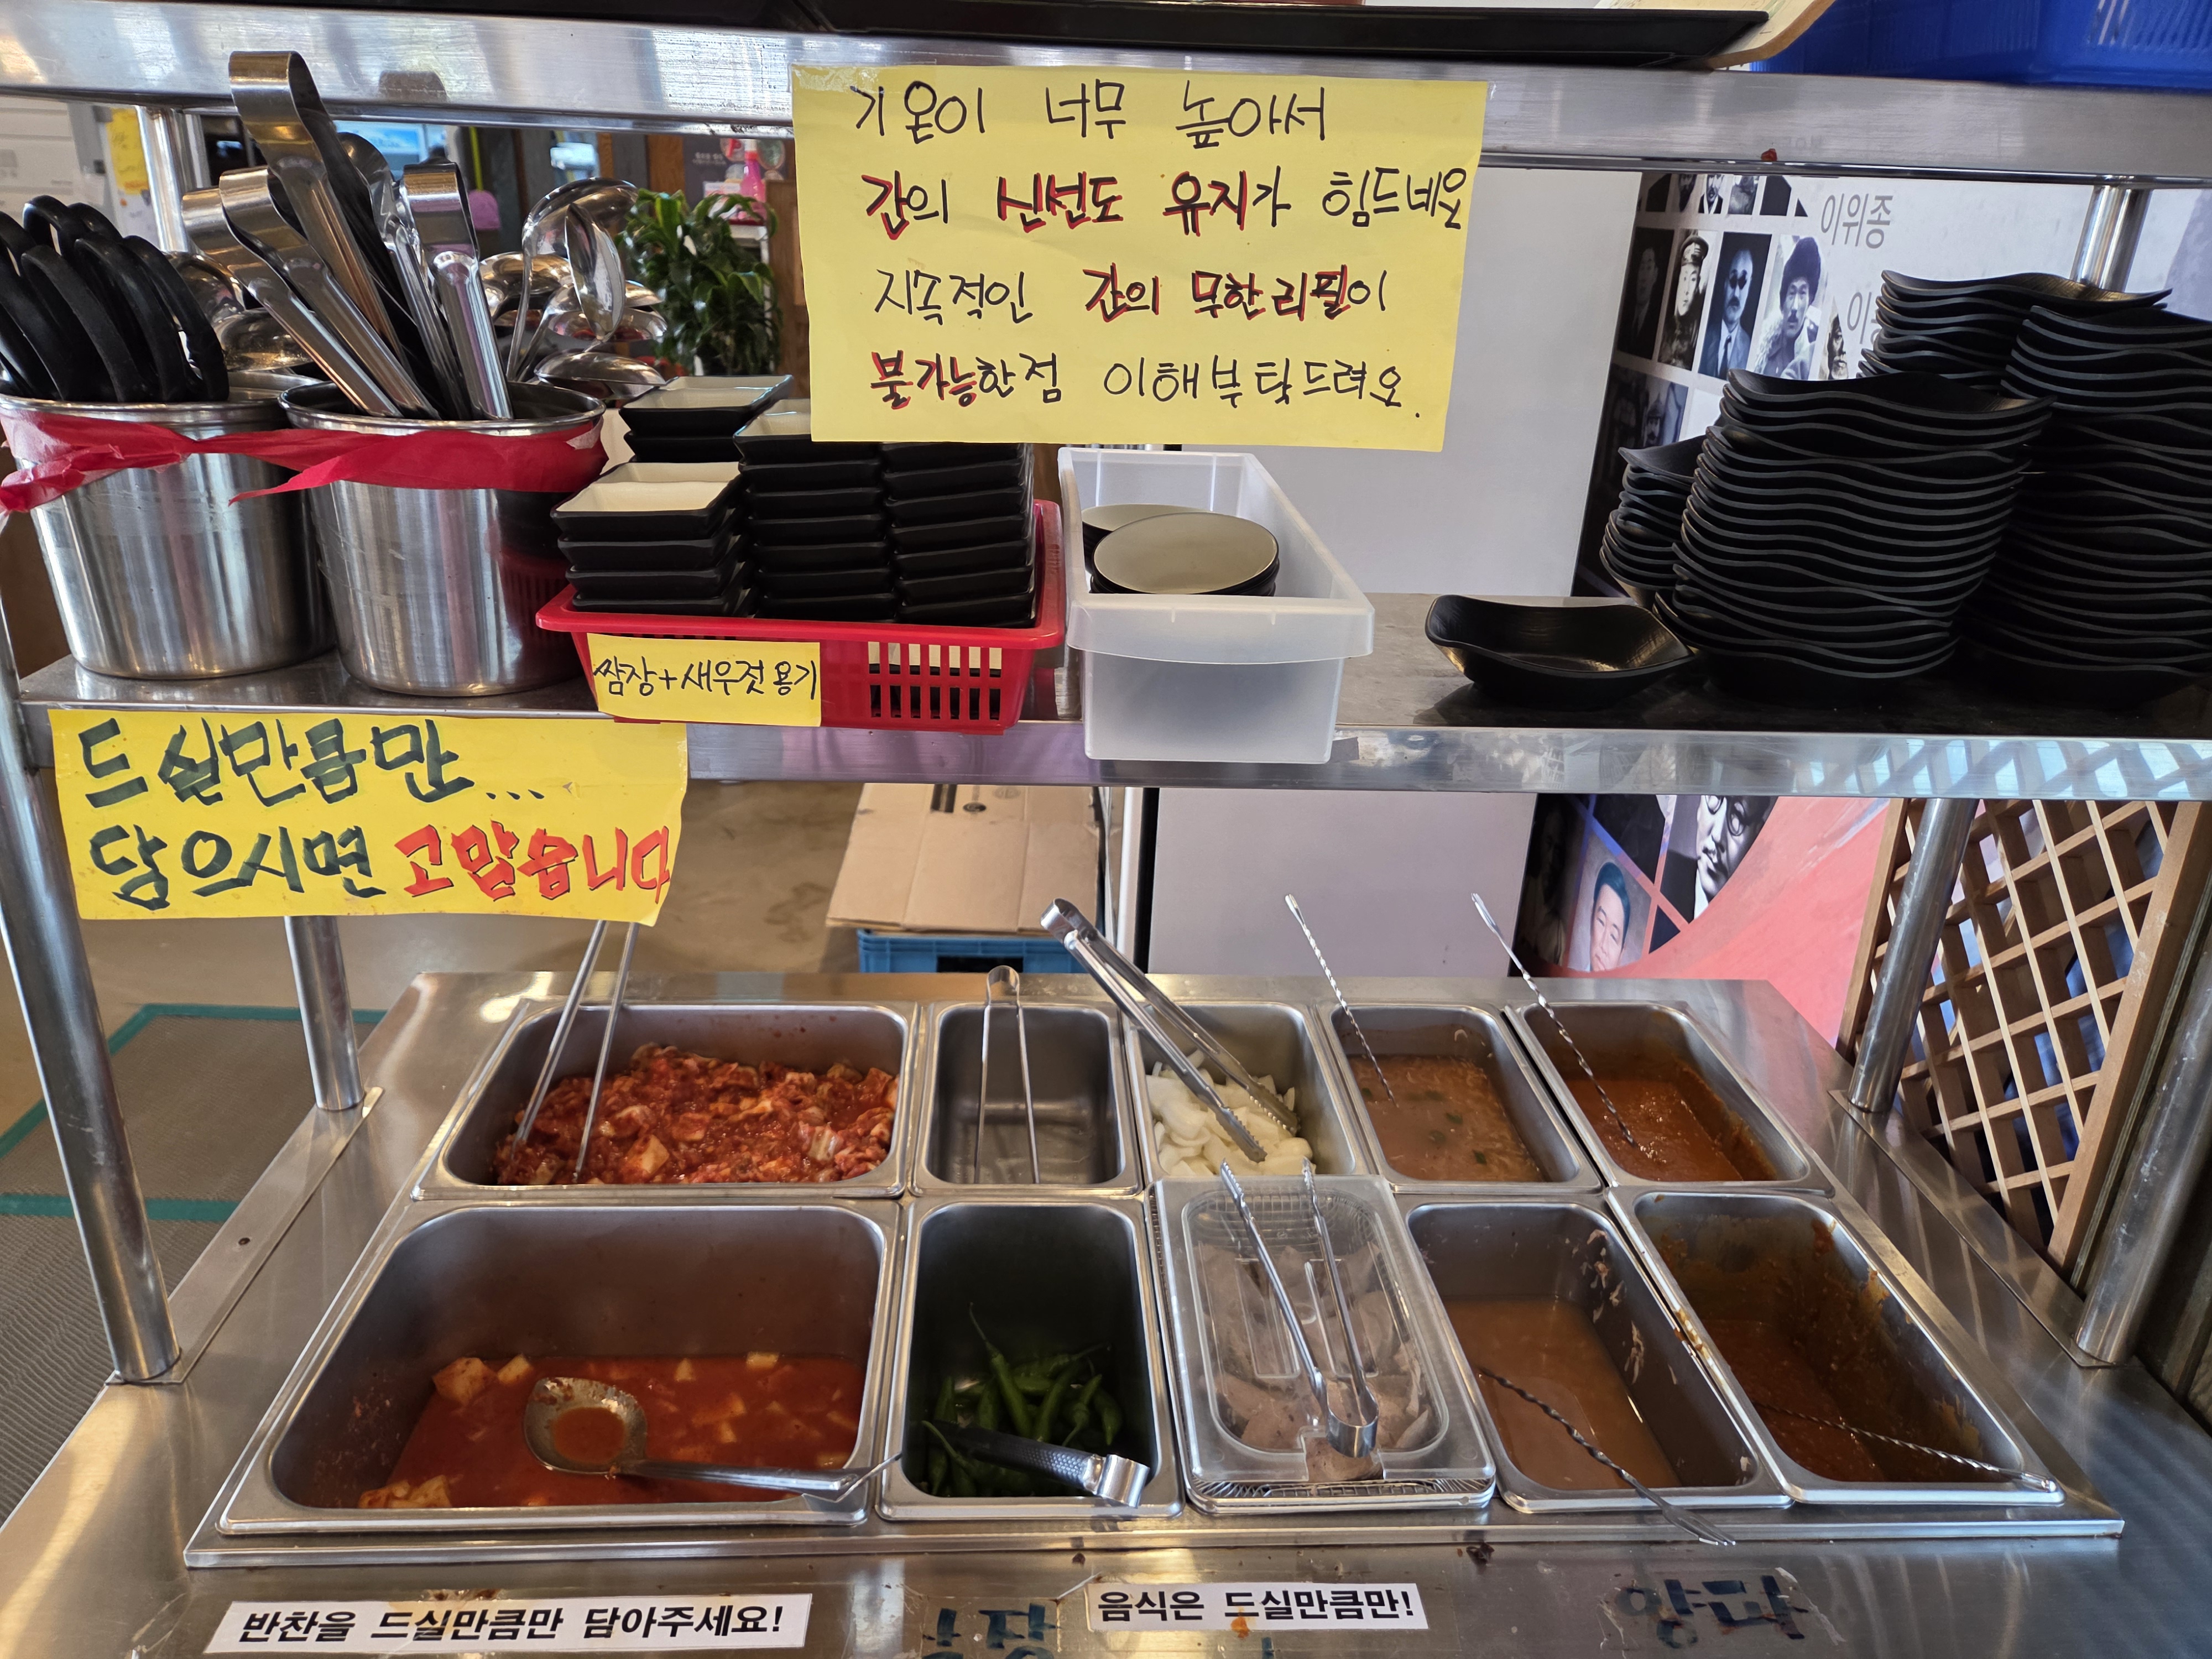 기온이 너무 높아서
간의 신선도 유지가 힘드네요
지속적인 간의 무한리필이
불가능한점 이해부탁드려요.
이위종
쌈장+새우젓 용기
드실만큼만...
담으시면 고맙습니다
반찬을 드실만큼만 담아주세요!
음식은 드실만큼만!
양파